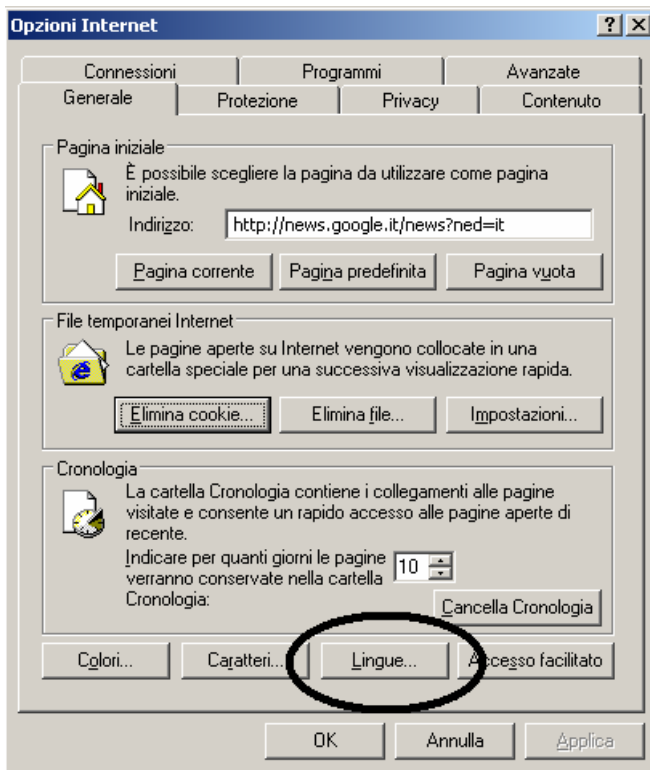 Opzioni Internet
Connessioni Programmi Avanzate
Generale Protezione Privacy Contenuto
Pagina iniziale
È possibile scegliere la pagina da utilizzare come pagina
iniziale.
Indirizzo: http://news.google.it/news?ned=it
Pagina corrente Pagina predefinita Pagina vuota
File temporanei Internet
Le pagine aperte su Internet vengono collocate in una
cartella speciale per una successiva visualizzazione rapida.
Elimina cookie... Elimina file... Impostazioni...
Cronologia
La cartella Cronologia contiene i collegamenti alle pagine
visitate e consente un rapido accesso alle pagine aperte di
recente.
Indicare per quanti giorni le pagine 10
verranno conservate nella cartella
Cronologia:
Cancella Cronologia
Colori... Caratteri... Lingue... Accesso facilitato
OK Annulla Applica